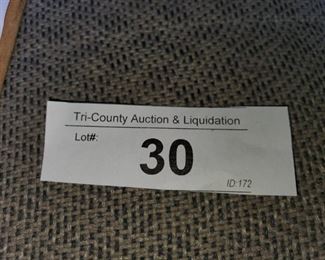 Tri-County Auction & Liquidation
Lot#:
30
ID:172